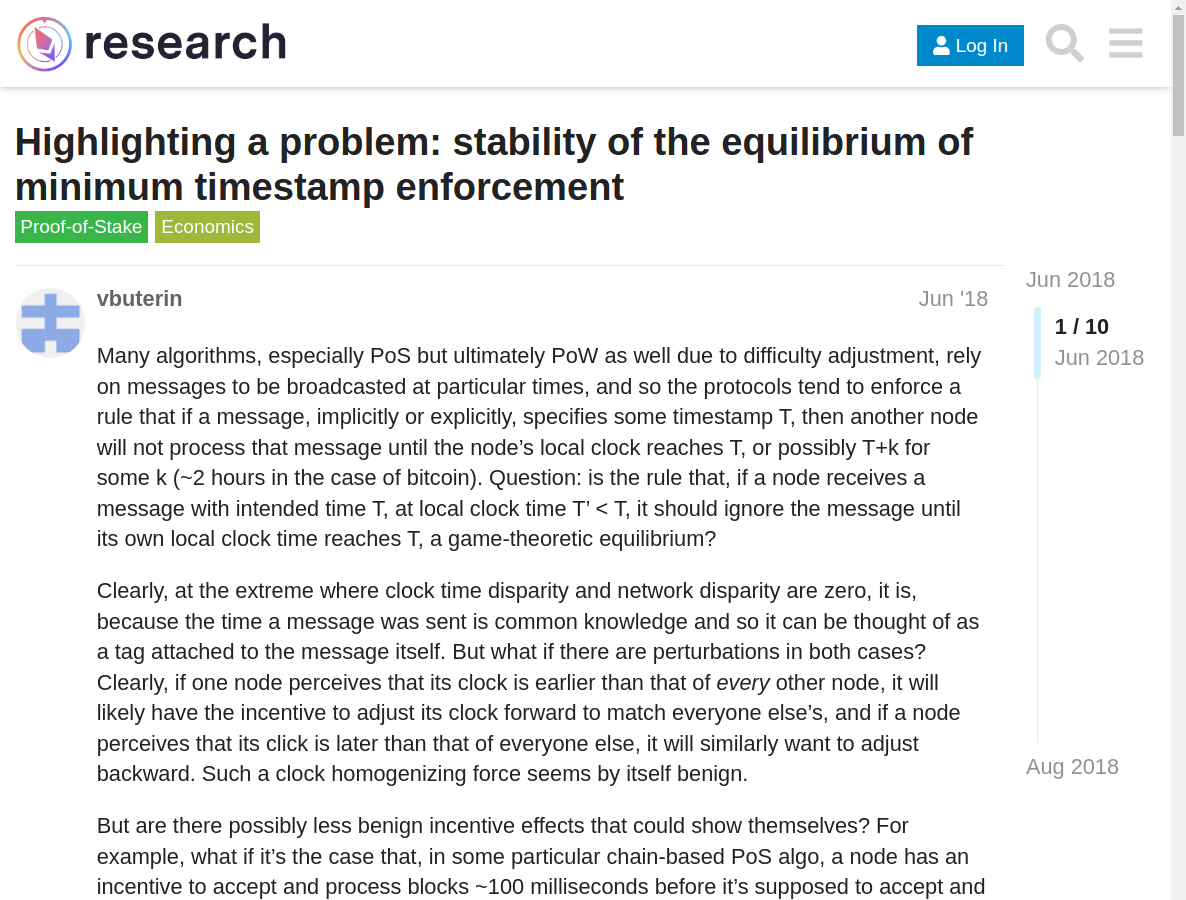 research
Log In
Highlighting a problem: stability of the equilibrium of
minimum timestamp enforcement
Proof-of-Stake Economics
Jun 2018
vbuterin Jun '18
1 / 10
Jun 2018
Many algorithms, especially PoS but ultimately PoW as well due to difficulty adjustment, rely
on messages to be broadcasted at particular times, and so the protocols tend to enforce a
rule that if a message, implicitly or explicitly, specifies some timestamp T, then another node
will not process that message until the node’s local clock reaches T, or possibly T+k for
some k (~2 hours in the case of bitcoin). Question: is the rule that, if a node receives a
message with intended time T, at local clock time T’ < T, it should ignore the message until
its own local clock time reaches T, a game-theoretic equilibrium?
Clearly, at the extreme where clock time disparity and network disparity are zero, it is,
because the time a message was sent is common knowledge and so it can be thought of as
a tag attached to the message itself. But what if there are perturbations in both cases?
Clearly, if one node perceives that its clock is earlier than that of every other node, it will
likely have the incentive to adjust its clock forward to match everyone else’s, and if a node
perceives that its click is later than that of everyone else, it will similarly want to adjust
backward. Such a clock homogenizing force seems by itself benign.
Aug 2018
But are there possibly less benign incentive effects that could show themselves? For
example, what if it’s the case that, in some particular chain-based PoS algo, a node has an
incentive to accept and process blocks ~100 milliseconds before it’s supposed to accept and